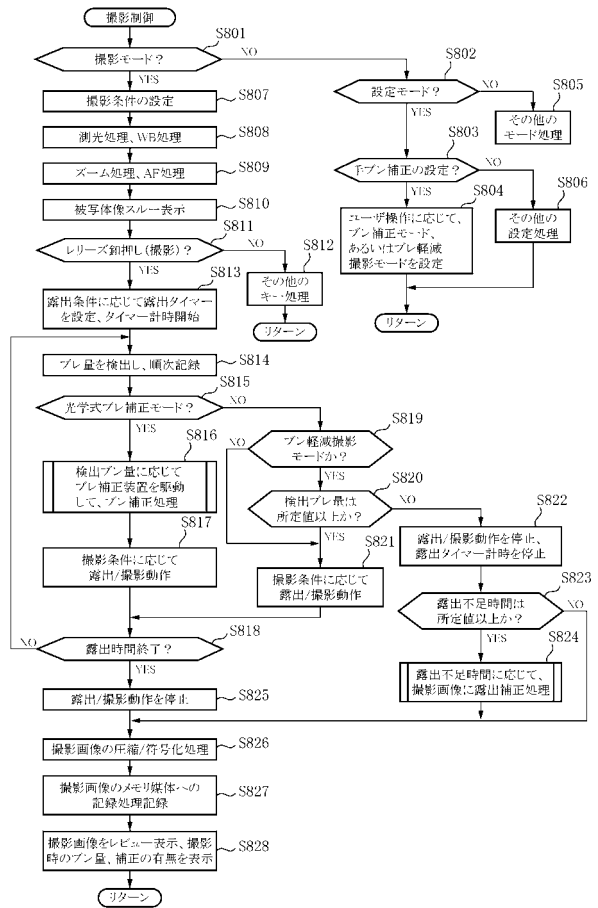 撮影制御
S801
撮影モード？
NO
YES
S802
設定モード？
NO
YES
S805
その他の
モード処理
S803
手ブレ補正の設定？
NO
YES
S804
ユーザ操作に応じて、
ブレ補正モード、
あるいはブレ軽減
撮影モードを設定
S806
その他の
設定処理
リターン
撮影条件の設定
S807
測光処理、WB処理
S808
ズーム処理、AF処理
S809
被写体像スルー表示
S810
S811
レリーズ釦押し(撮影)？
NO
YES
S812
その他の
キー処理
リターン
S813
露出条件に応じて露出タイマー
を設定、タイマー計時開始
ブレ量を検出し、順次記録
S814
S815
光学式ブレ補正モード？
NO
YES
S816
検出ブレ量に応じて
ブレ補正装置を駆動
して、ブレ補正処理
S817
撮影条件に応じて
露出/撮影動作
S819
ブレ軽減撮影
モードか？
NO
YES
S820
検出ブレ量は
所定値以上か？
NO
YES
S821
撮影条件に応じて
露出/撮影動作
S822
露出/撮影動作を停止、
露出タイマー計時を停止
S823
露出不足時間は
所定値以上か？
NO
YES
S824
露出不足時間に応じて、
撮影画像に露出補正処理
S818
露出時間終了？
NO
YES
露出/撮影動作を停止
S825
撮影画像の圧縮/符号化処理
S826
撮影画像のメモリ媒体への
記録処理記録
S827
撮影画像をレビュー表示、撮影
時のブレ量、補正の有無を表示
S828
リターン